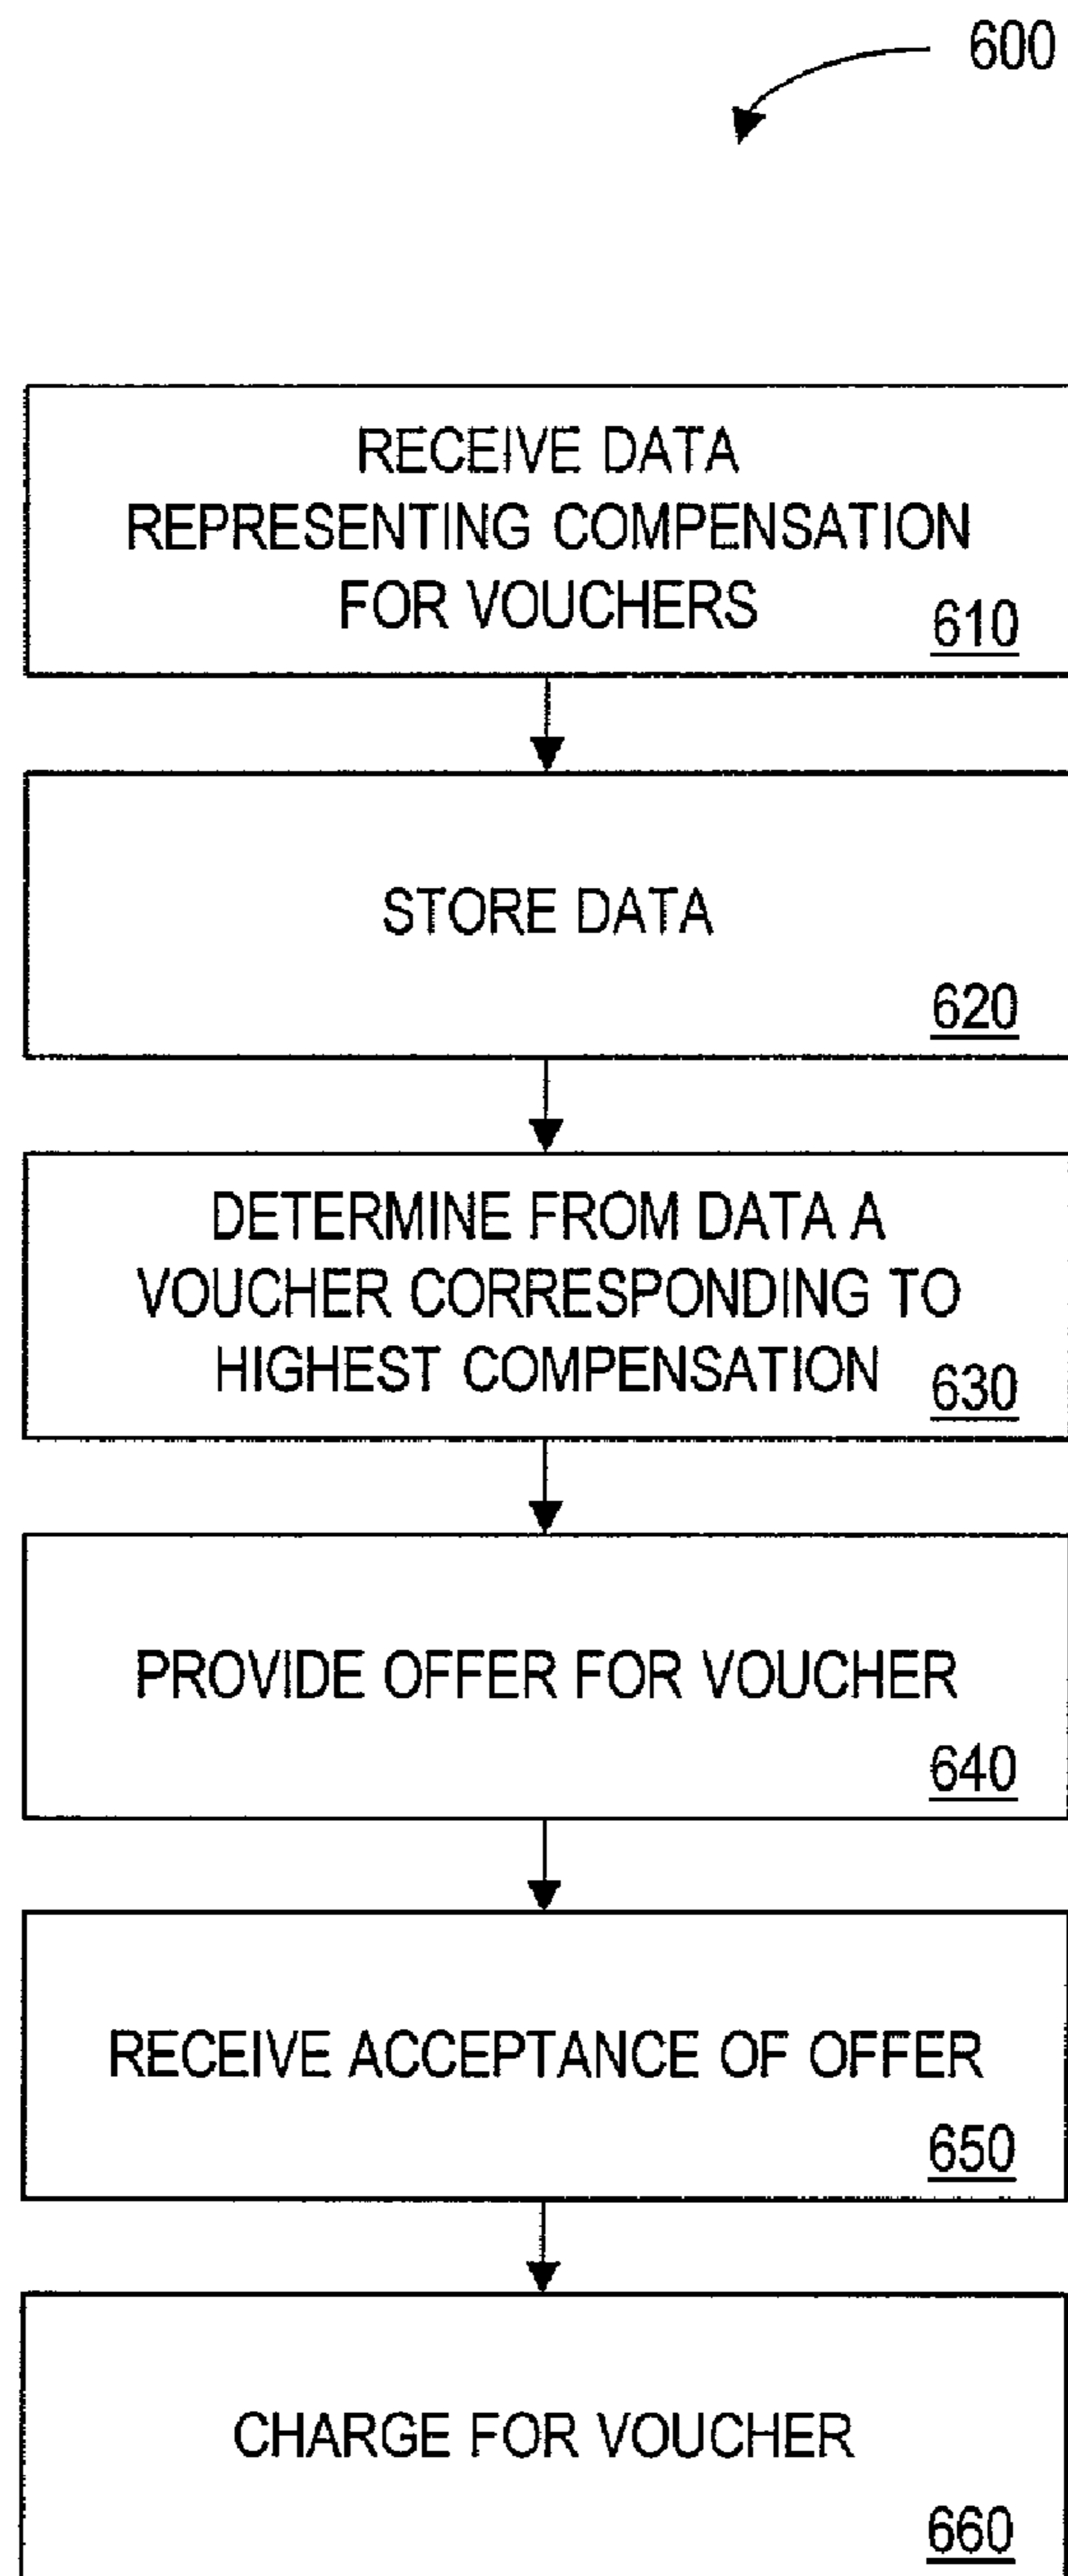 600
RECEIVE DATA
REPRESENTING COMPENSATION
FOR VOUCHERS
610
STORE DATA
620
DETERMINE FROM DATA A
VOUCHER CORRESPONDING TO
HIGHEST COMPENSATION
630
PROVIDE OFFER FOR VOUCHER
640
RECEIVE ACCEPTANCE OF OFFER
650
CHARGE FOR VOUCHER
660